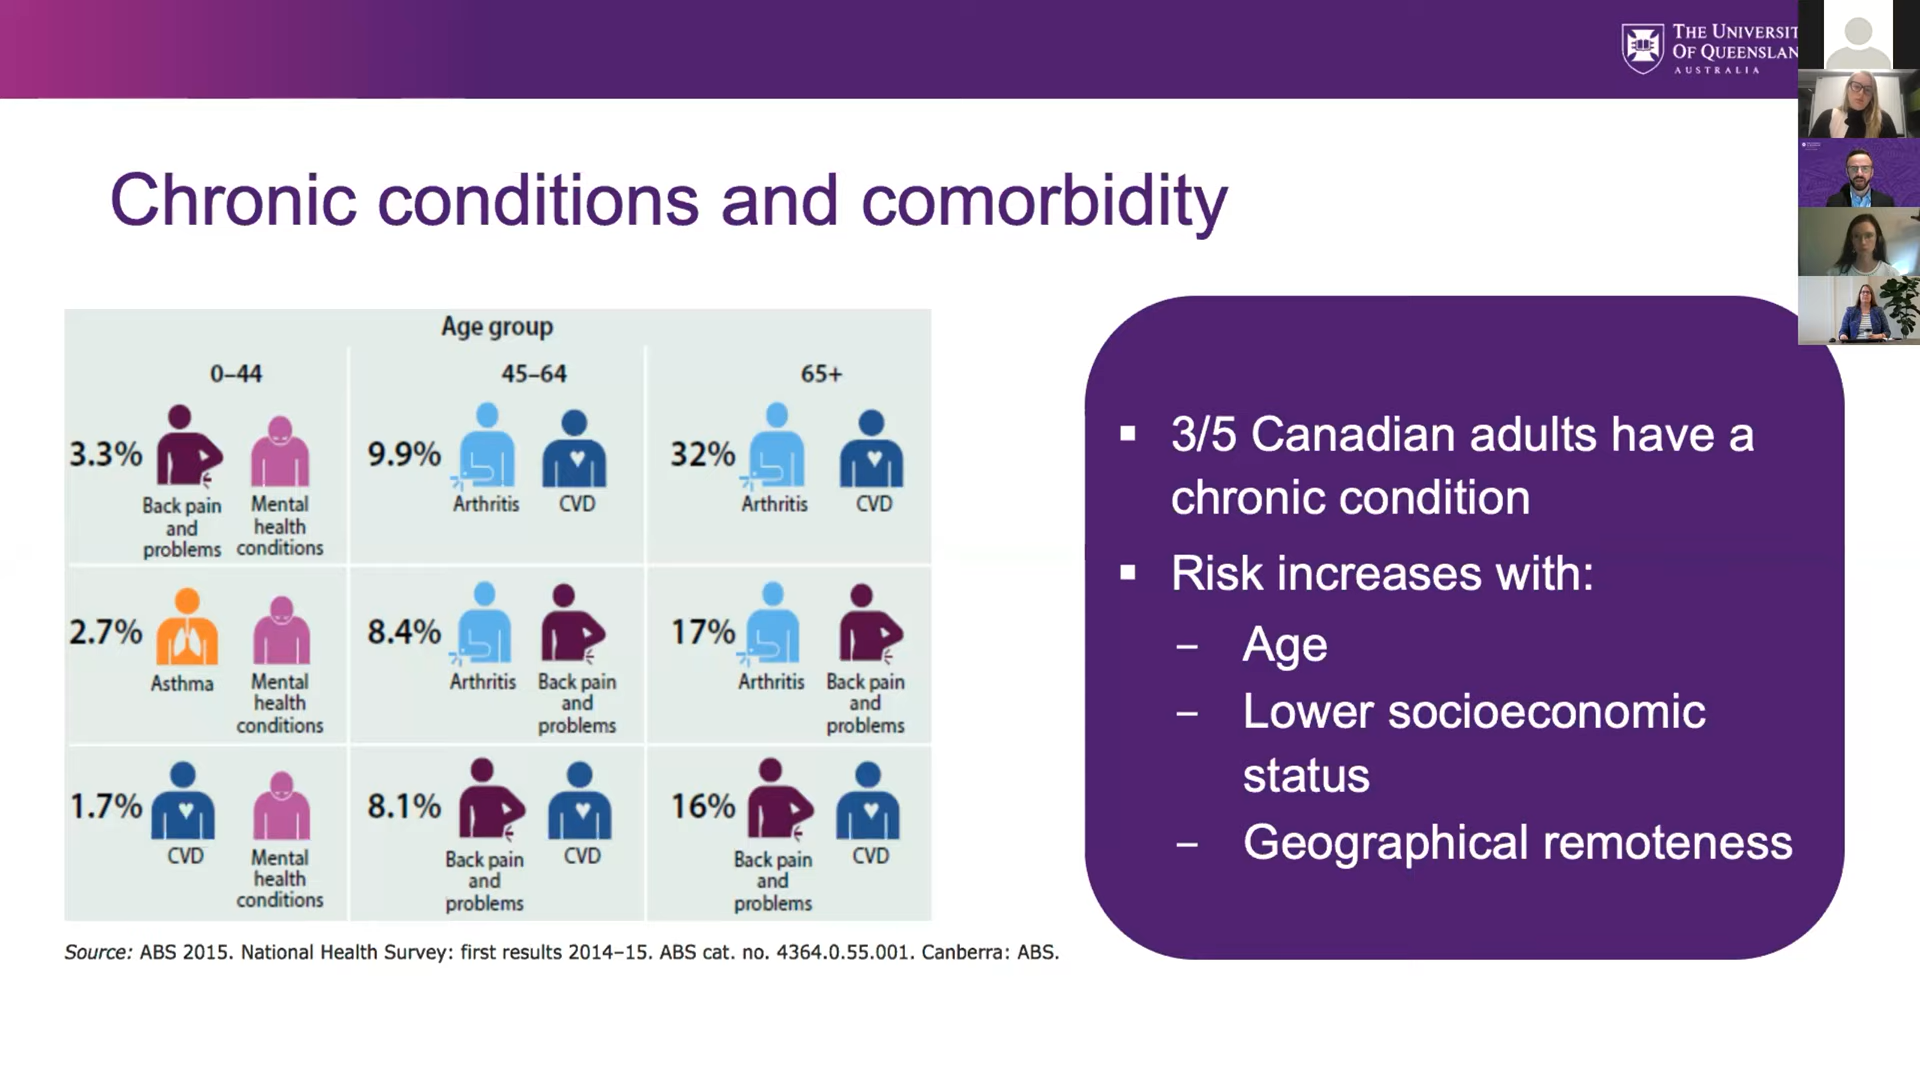 THE UNIVERSIT
OF QUEENSLAN
AUSTRALIA
Chronic conditions and comorbidity
Age group
0–44
45–64
65+
3.3%
Back pain
and
problems
Mental
health
conditions
9.9%
Arthritis
CVD
32%
Arthritis
CVD
2.7%
Asthma
Mental
health
conditions
8.4%
Arthritis
Back pain
and
problems
17%
Arthritis
Back pain
and
problems
1.7%
CVD
Mental
health
conditions
8.1%
Back pain
and
problems
CVD
16%
Back pain
and
problems
CVD
Source: ABS 2015. National Health Survey: first results 2014–15. ABS cat. no. 4364.0.55.001. Canberra: ABS.
▪ 3/5 Canadian adults have a
chronic condition
▪ Risk increases with:
– Age
– Lower socioeconomic
status
– Geographical remoteness